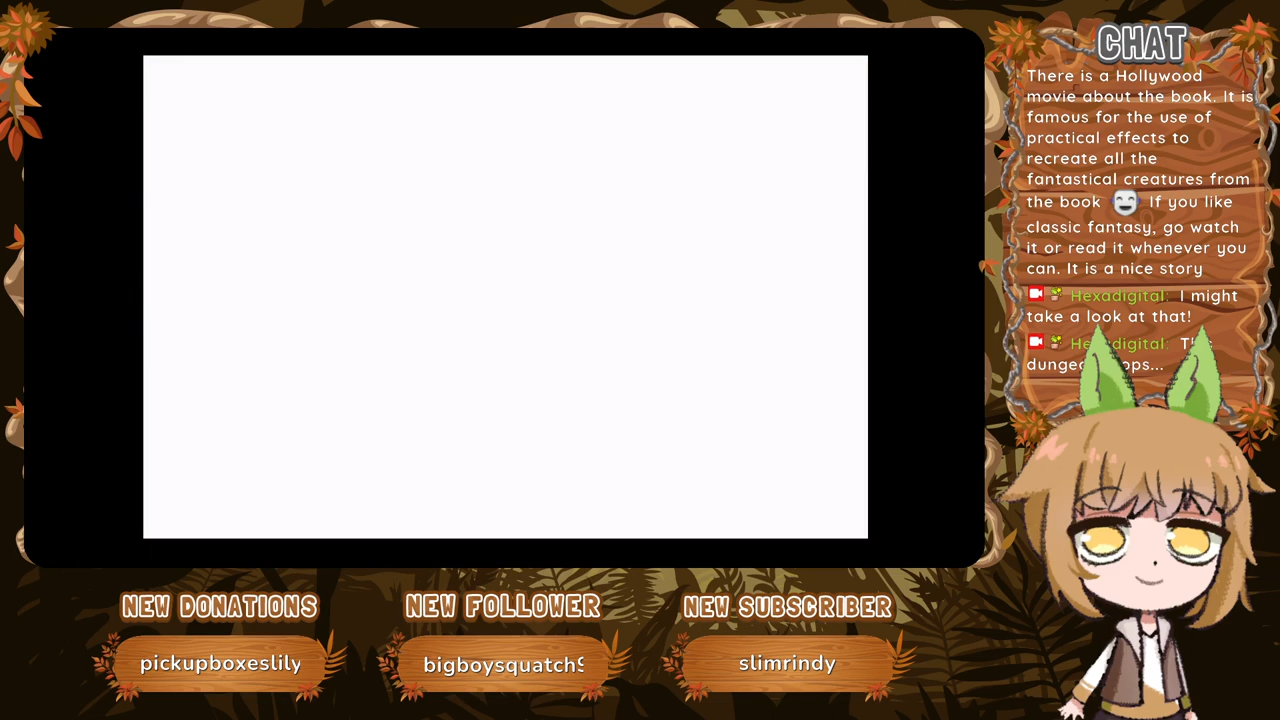 CHAT
There is a Hollywood
movie about the book. It is
famous for the use of
practical effects to
recreate all the
fantastical creatures from
the book If you like
classic fantasy, go watch
it or read it whenever you
can. It is a nice story
Hexadigital: I might
take a look at that!
NEW DONATIONS
pickupboxeslily
NEW FOLLOWER
bigboysquatch
NEW SUBSCRIBER
slimrindy